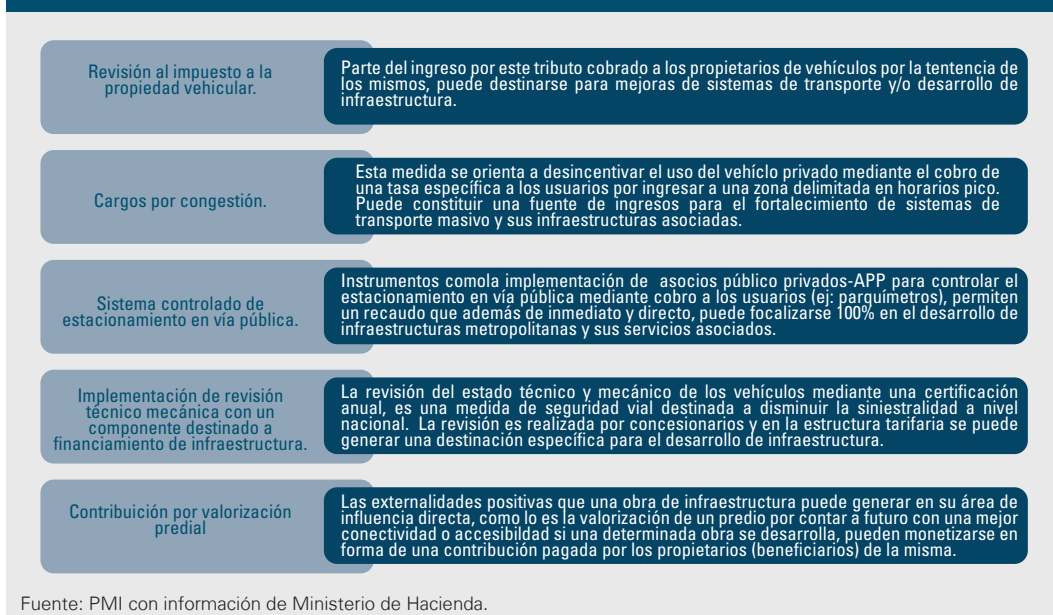 Revisión al impuesto a la
propiedad vehicular.
Parte del ingreso por este tributo cobrado a los propietarios de vehículos por la tentencia de
los mismos, puede destinarse para mejoras de sistemas de transporte y/o desarrollo de
infraestructura.
Cargos por congestión.
Esta medida se orienta a desincentivar el uso del vehíclo privado mediante el cobro de
una tasa específica a los usuarios por ingresar a una zona delimitada en horarios pico.
Puede constituir una fuente de ingresos para el fortalecimiento de sistemas de
transporte masivo y sus infraestructuras asociadas.
Sistema controlado de
estacionamiento en vía pública.
Instrumentos comola implementación de asocios público privados-APP para controlar el
estacionamiento en vía pública mediante cobro a los usuarios (ej: parquímetros), permiten
un recaudo que además de inmediato y directo, puede focalizarse 100% en el desarrollo de
infraestructuras metropolitanas y sus servicios asociados.
Implementación de revisión
técnico mecánica con un
componente destinado a
financiamiento de infraestructura.
La revisión del estado técnico y mecánico de los vehículos mediante una certificación
anual, es una medida de seguridad vial destinada a disminuir la siniestralidad a nivel
nacional. La revisión es realizada por concesionarios y en la estructura tarifaria se puede
generar una destinación específica para el desarrollo de infraestructura.
Contribuición por valorización
predial
Las externalidades positivas que una obra de infraestructura puede generar en su área de
influencia directa, como lo es la valorización de un predio por contar a futuro con una mejor
conectividad o accesibildad si una determinada obra se desarrolla, pueden monetizarse en
forma de una contribución pagada por los propietarios (beneficiarios) de la misma.
Fuente: PMI con información de Ministerio de Hacienda.